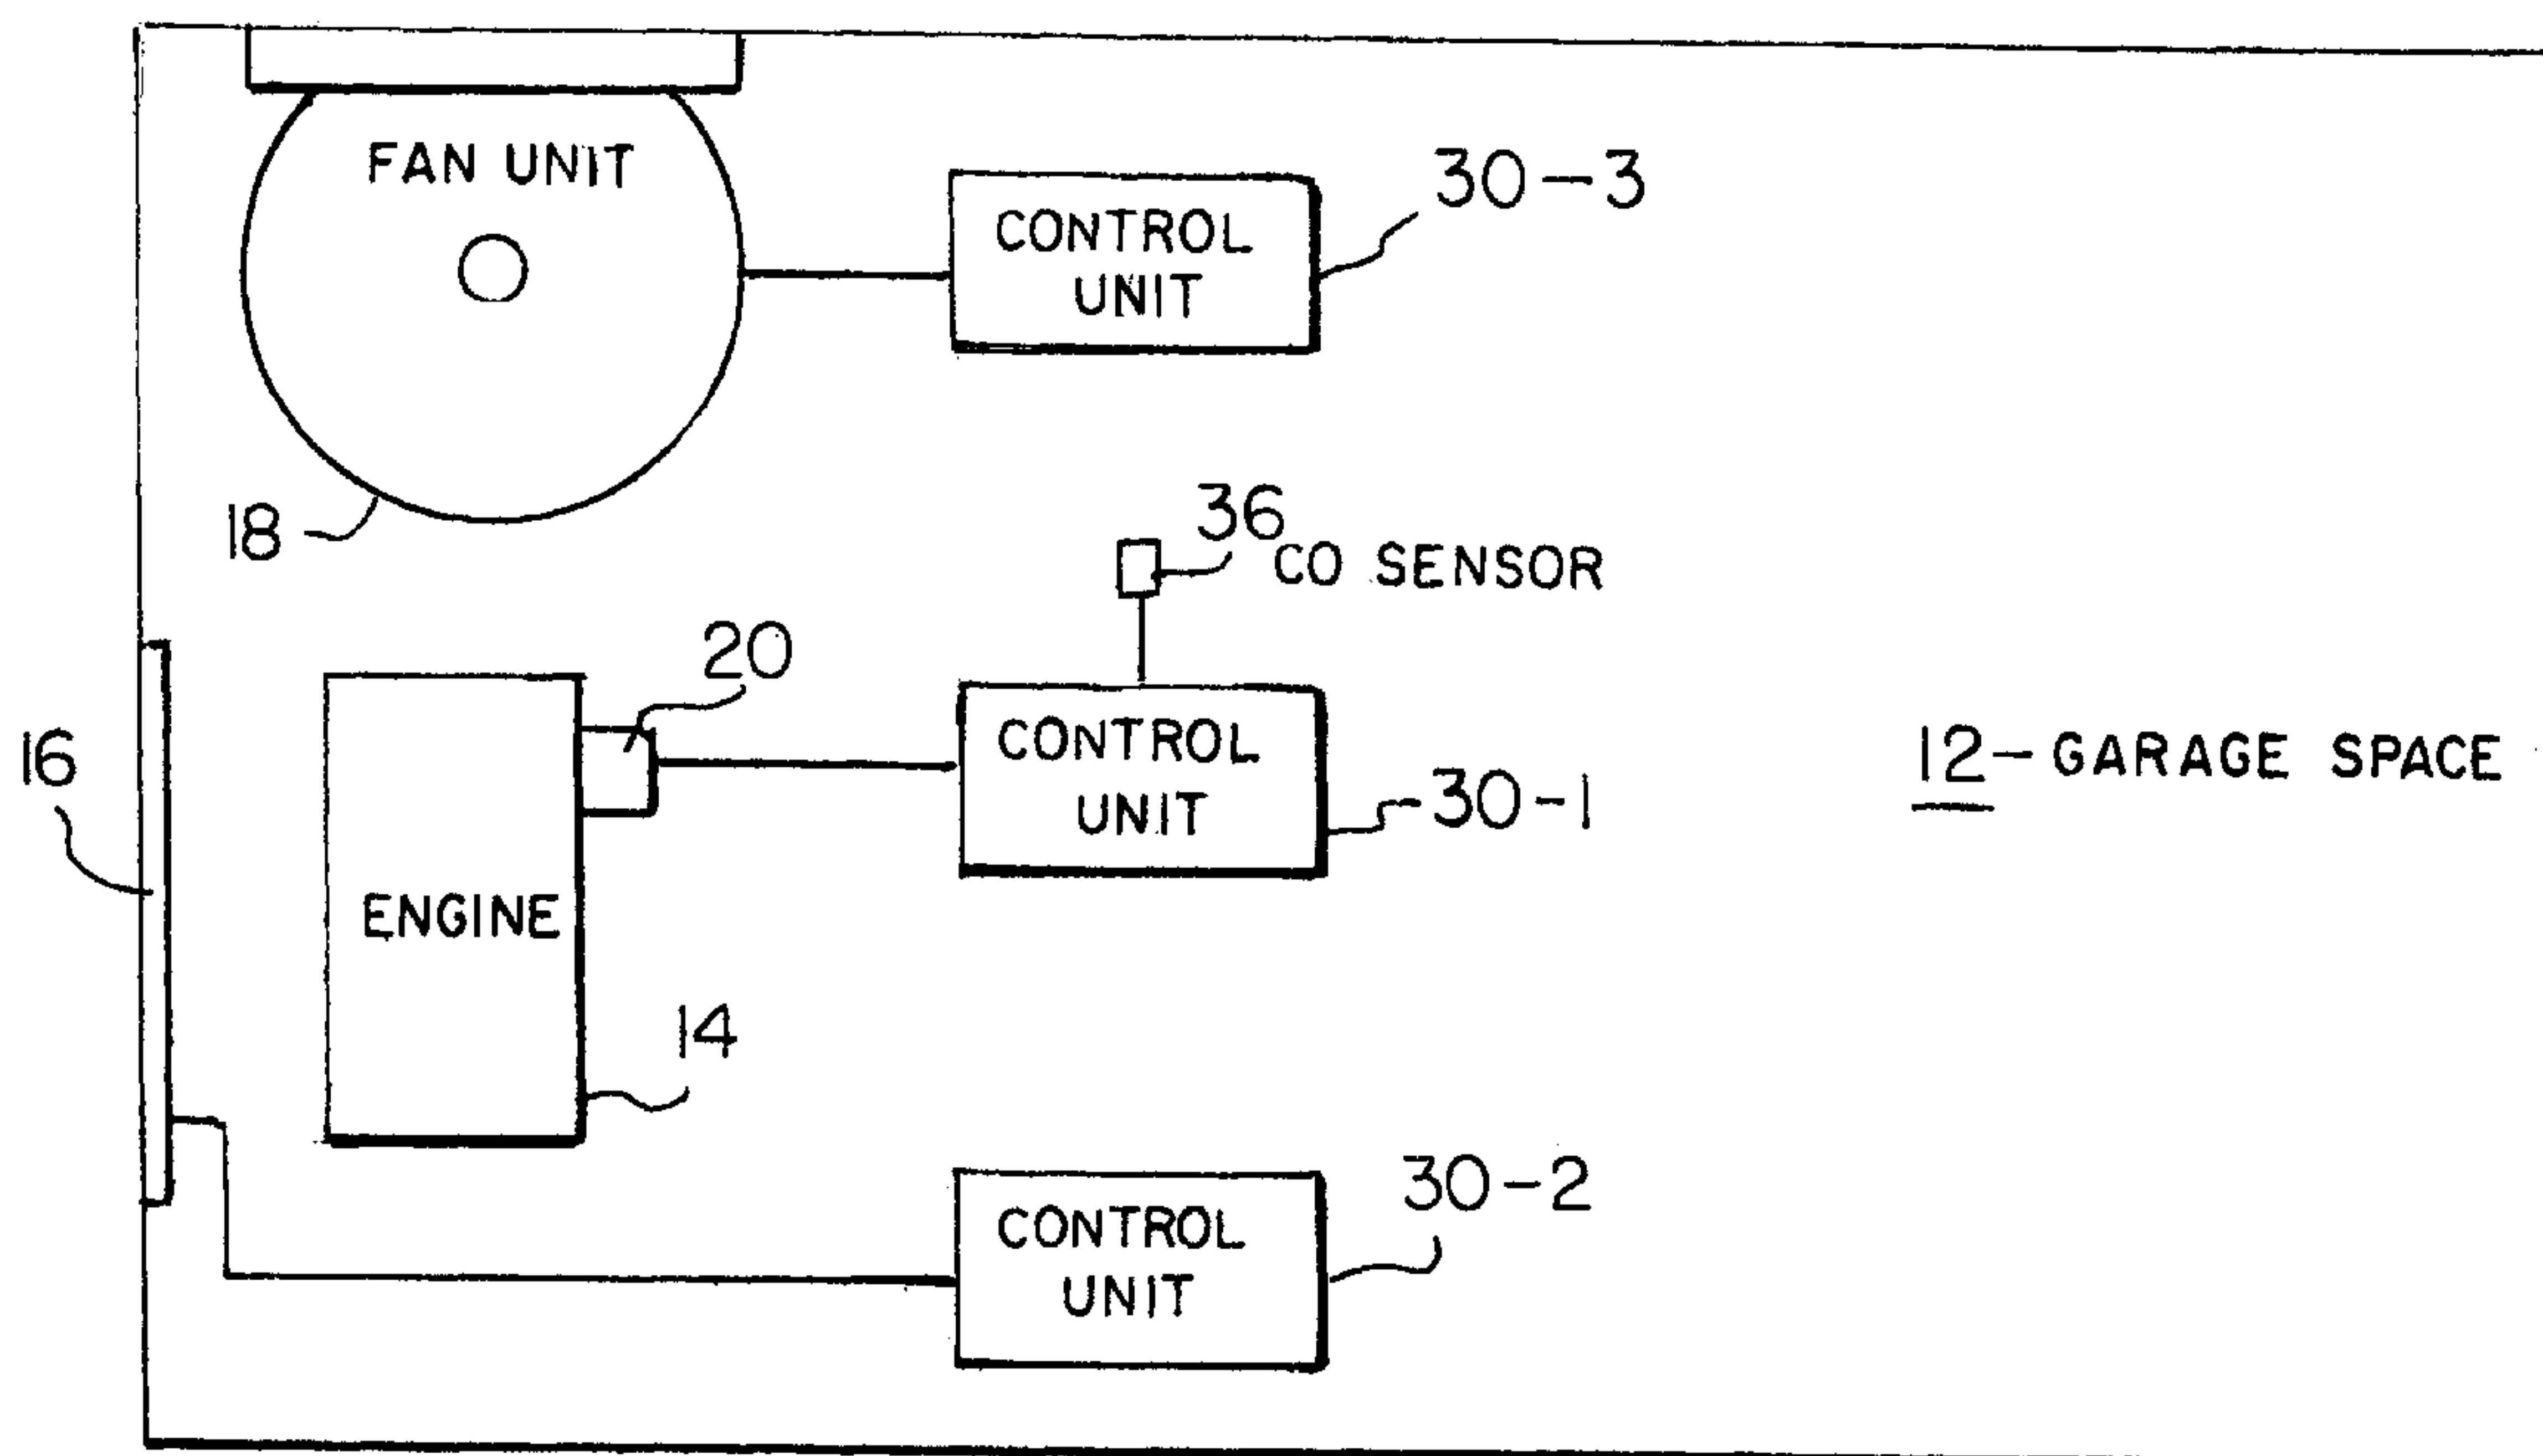 FAN UNIT
CONTROL
UNIT
30-3
18
36
CO SENSOR
20
16
ENGINE
CONTROL
UNIT
30-1
12 - GARAGE SPACE
14
CONTROL
UNIT
30-2